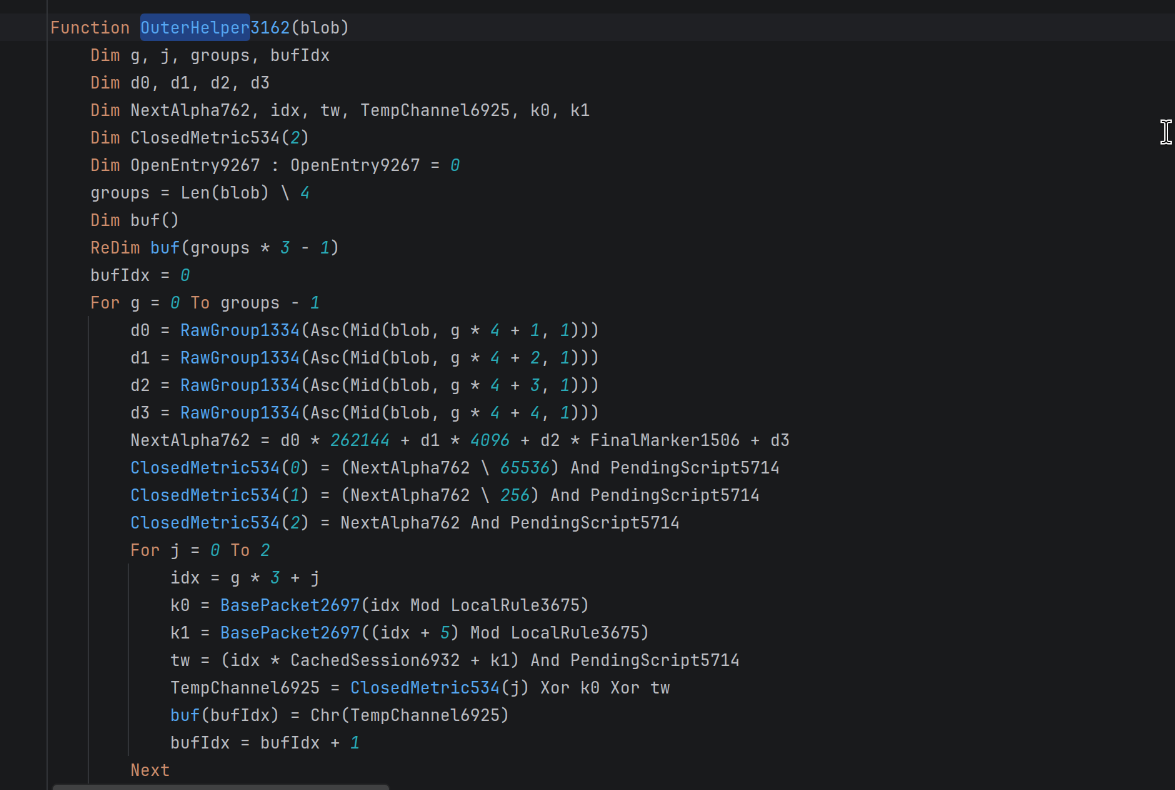 Function OuterHelper3162(blob)
Dim g, j, groups, bufIdx
Dim d0, d1, d2, d3
Dim NextAlpha762, idx, tw, TempChannel6925, k0, k1
Dim ClosedMetric534(2)
Dim OpenEntry9267 : OpenEntry9267 = 0
groups = Len(blob) \ 4
Dim buf()
ReDim buf(groups * 3 - 1)
bufIdx = 0
For g = 0 To groups - 1
d0 = RawGroup1334(Asc(Mid(blob, g * 4 + 1, 1)))
d1 = RawGroup1334(Asc(Mid(blob, g * 4 + 2, 1)))
d2 = RawGroup1334(Asc(Mid(blob, g * 4 + 3, 1)))
d3 = RawGroup1334(Asc(Mid(blob, g * 4 + 4, 1)))
NextAlpha762 = d0 * 262144 + d1 * 4096 + d2 * FinalMarker1506 + d3
ClosedMetric534(0) = (NextAlpha762 \ 65536) And PendingScript5714
ClosedMetric534(1) = (NextAlpha762 \ 256) And PendingScript5714
ClosedMetric534(2) = NextAlpha762 And PendingScript5714
For j = 0 To 2
idx = g * 3 + j
k0 = BasePacket2697(idx Mod LocalRule3675)
k1 = BasePacket2697((idx + 5) Mod LocalRule3675)
tw = (idx * CachedSession6932 + k1) And PendingScript5714
TempChannel6925 = ClosedMetric534(j) Xor k0 Xor tw
buf(bufIdx) = Chr(TempChannel6925)
bufIdx = bufIdx + 1
Next